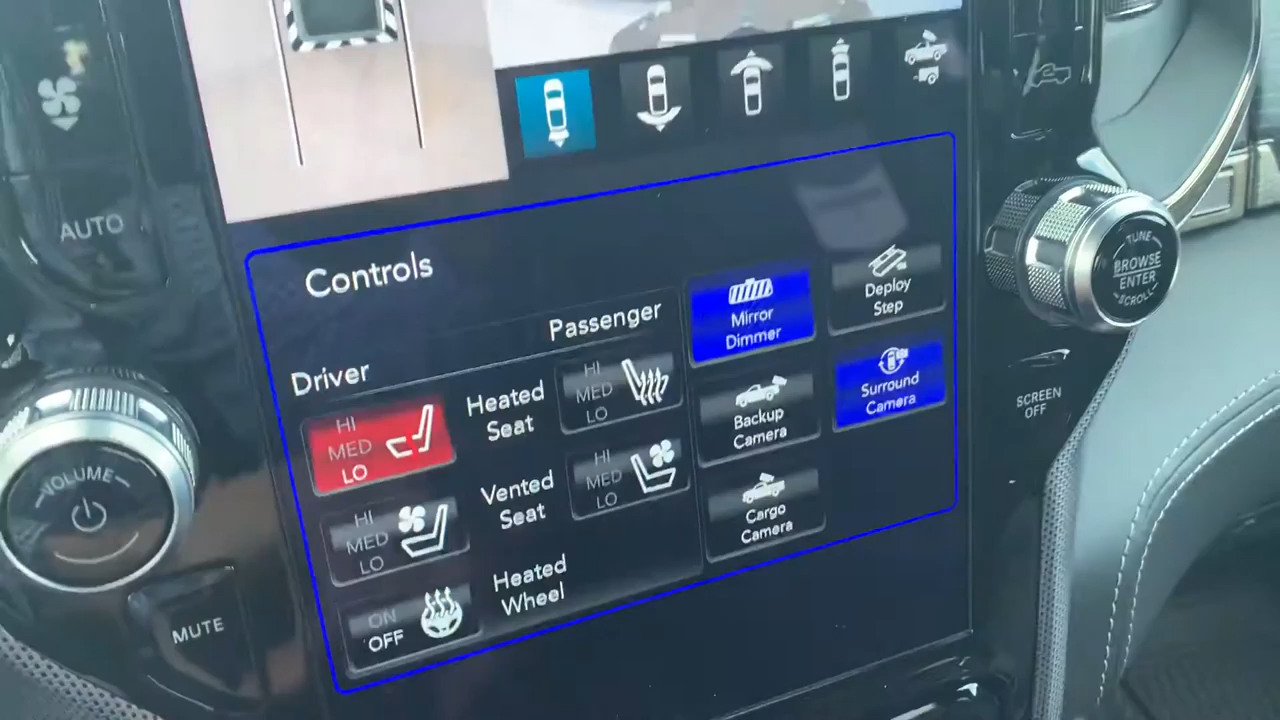 AUTO
Controls
Driver
Passenger
HI
MED
LO
Heated
Seat
HI
MED
LO
HI
MED
LO
Vented
Seat
HI
MED
LO
ON
OFF
Heated
Wheel
Mirror
Dimmer
Deploy
Step
Backup
Camera
Surround
Camera
Cargo
Camera
VOLUME
MUTE
TUNE
BROWSE
ENTER
SCROLL
SCREEN
OFF